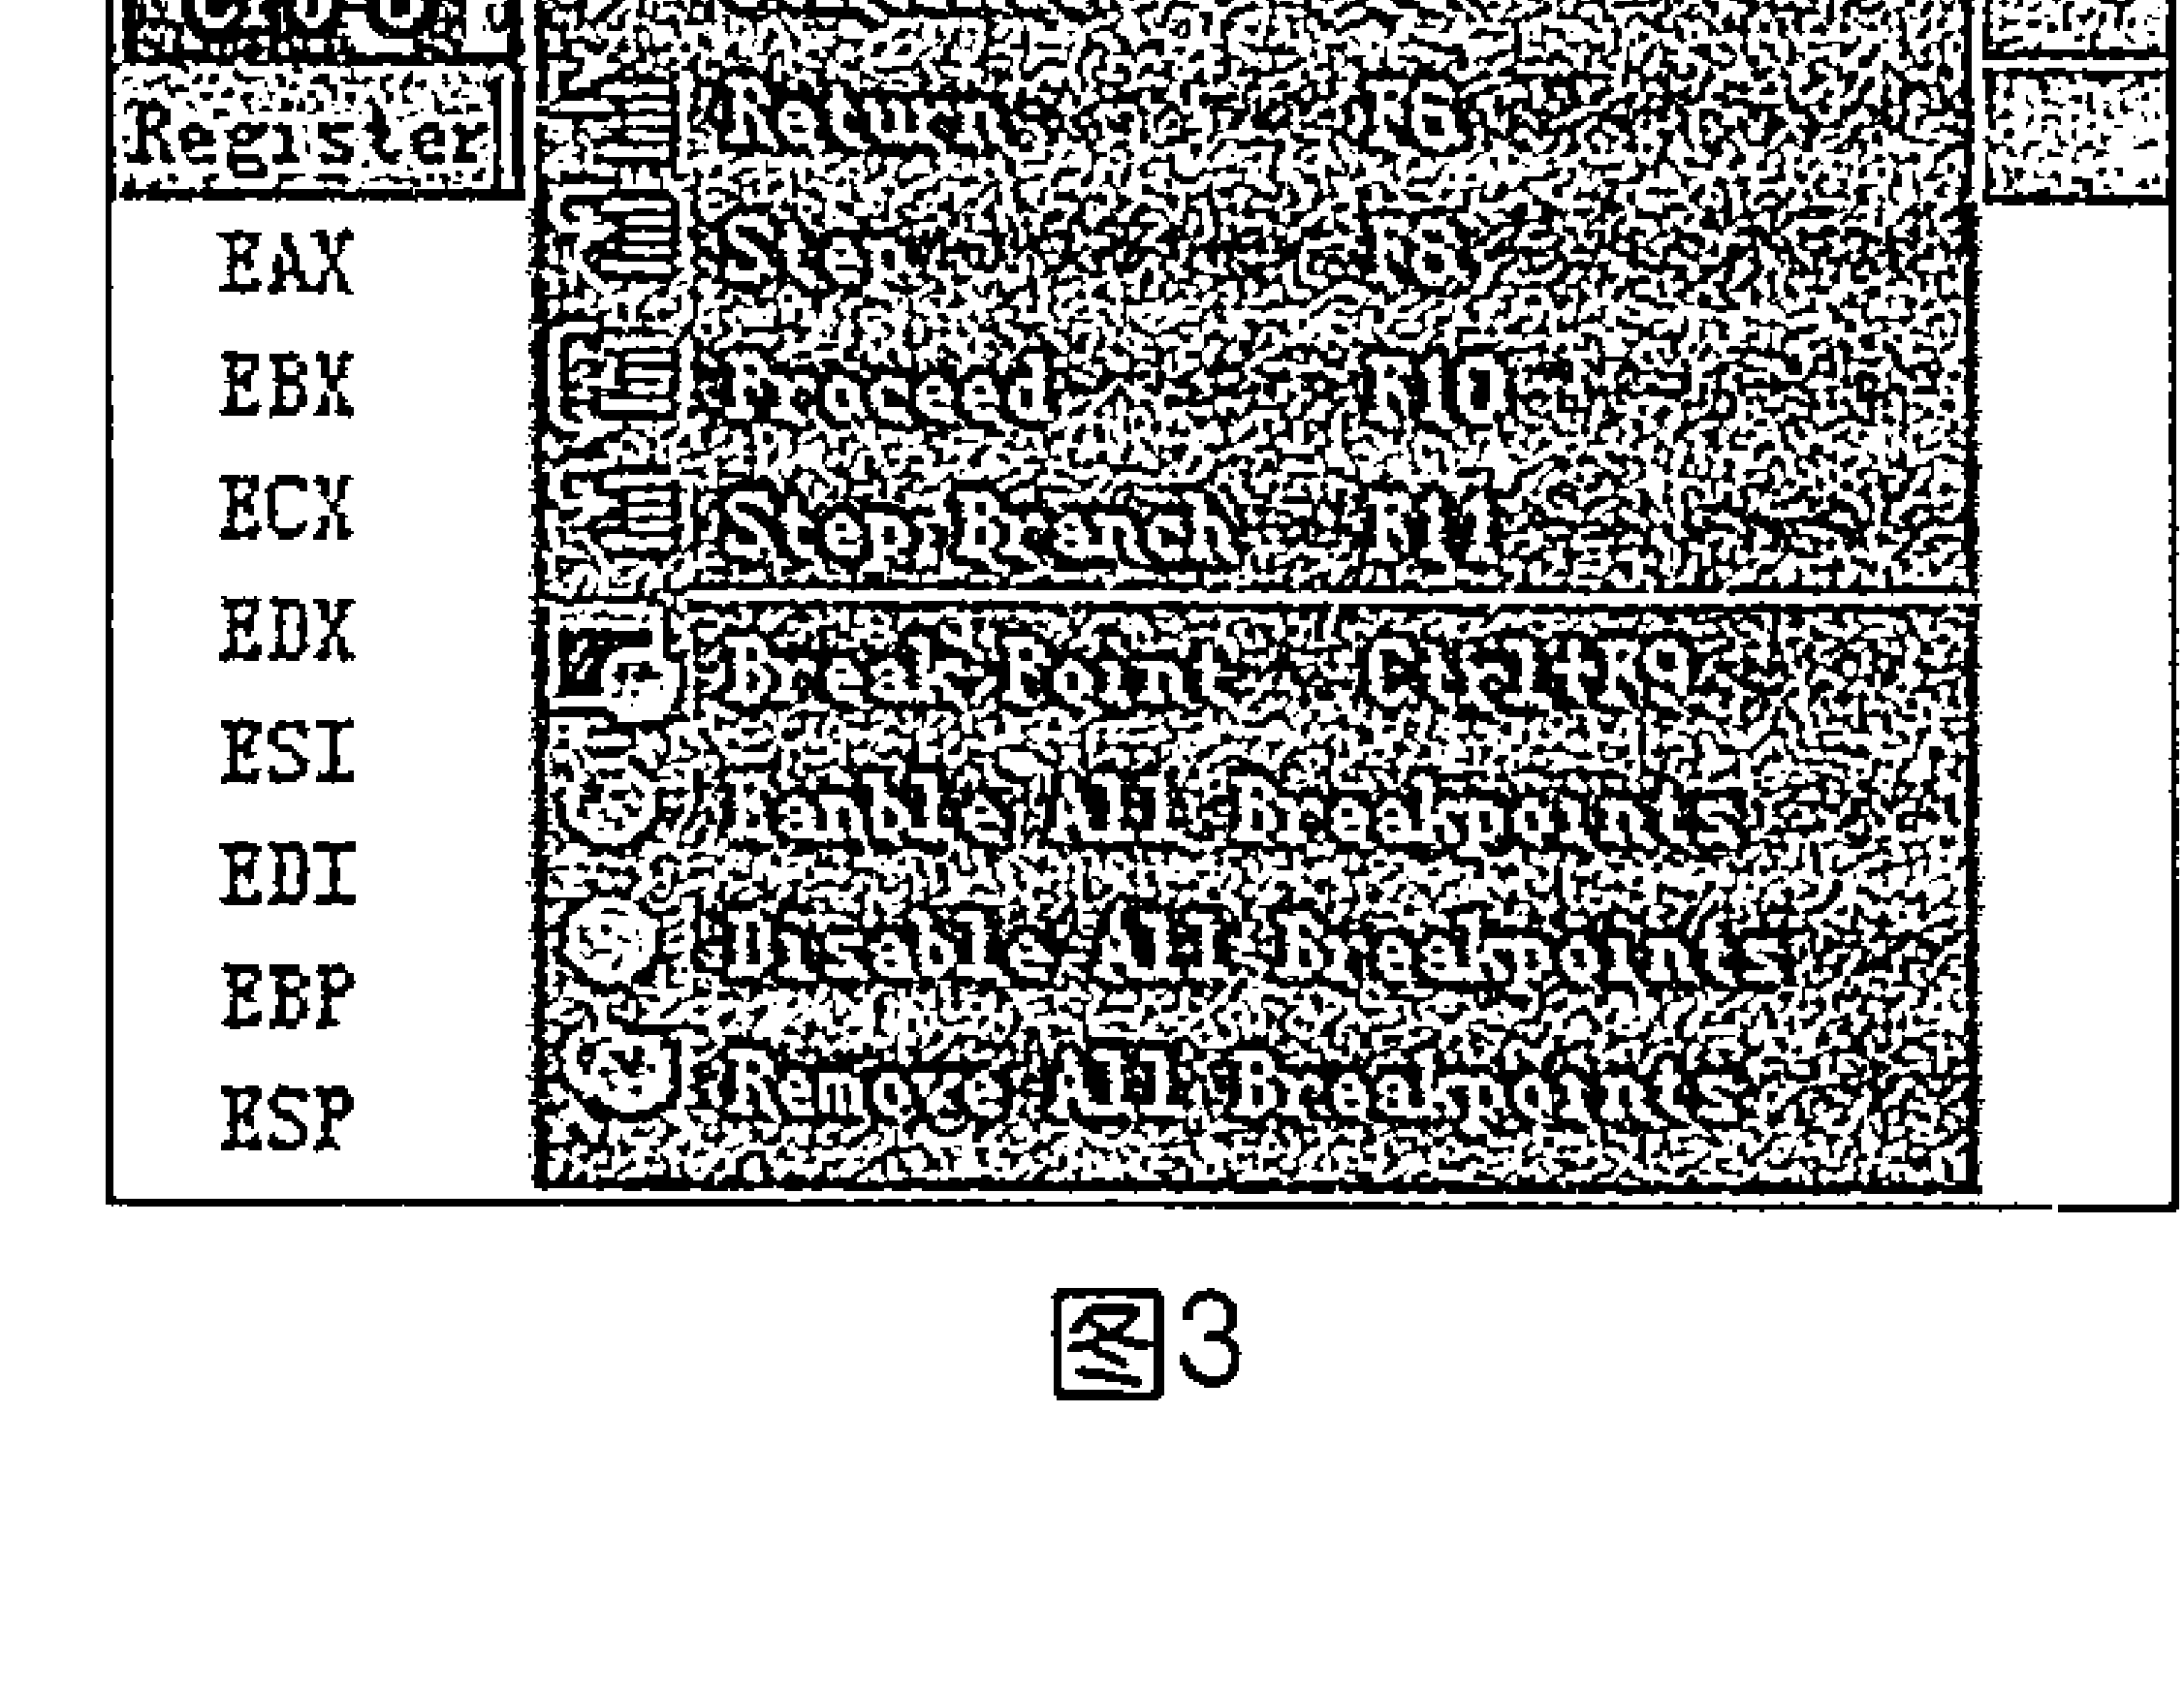 Register
EAX
EBX
ECX
EDX
ESI
EDI
EBP
ESP
Return F6
Step F8
Proceed F10
Step Branch F11
Break Point Ctrl+F9
All Breakpoints
Disable All Breakpoints
Remove All Breakpoints
图3